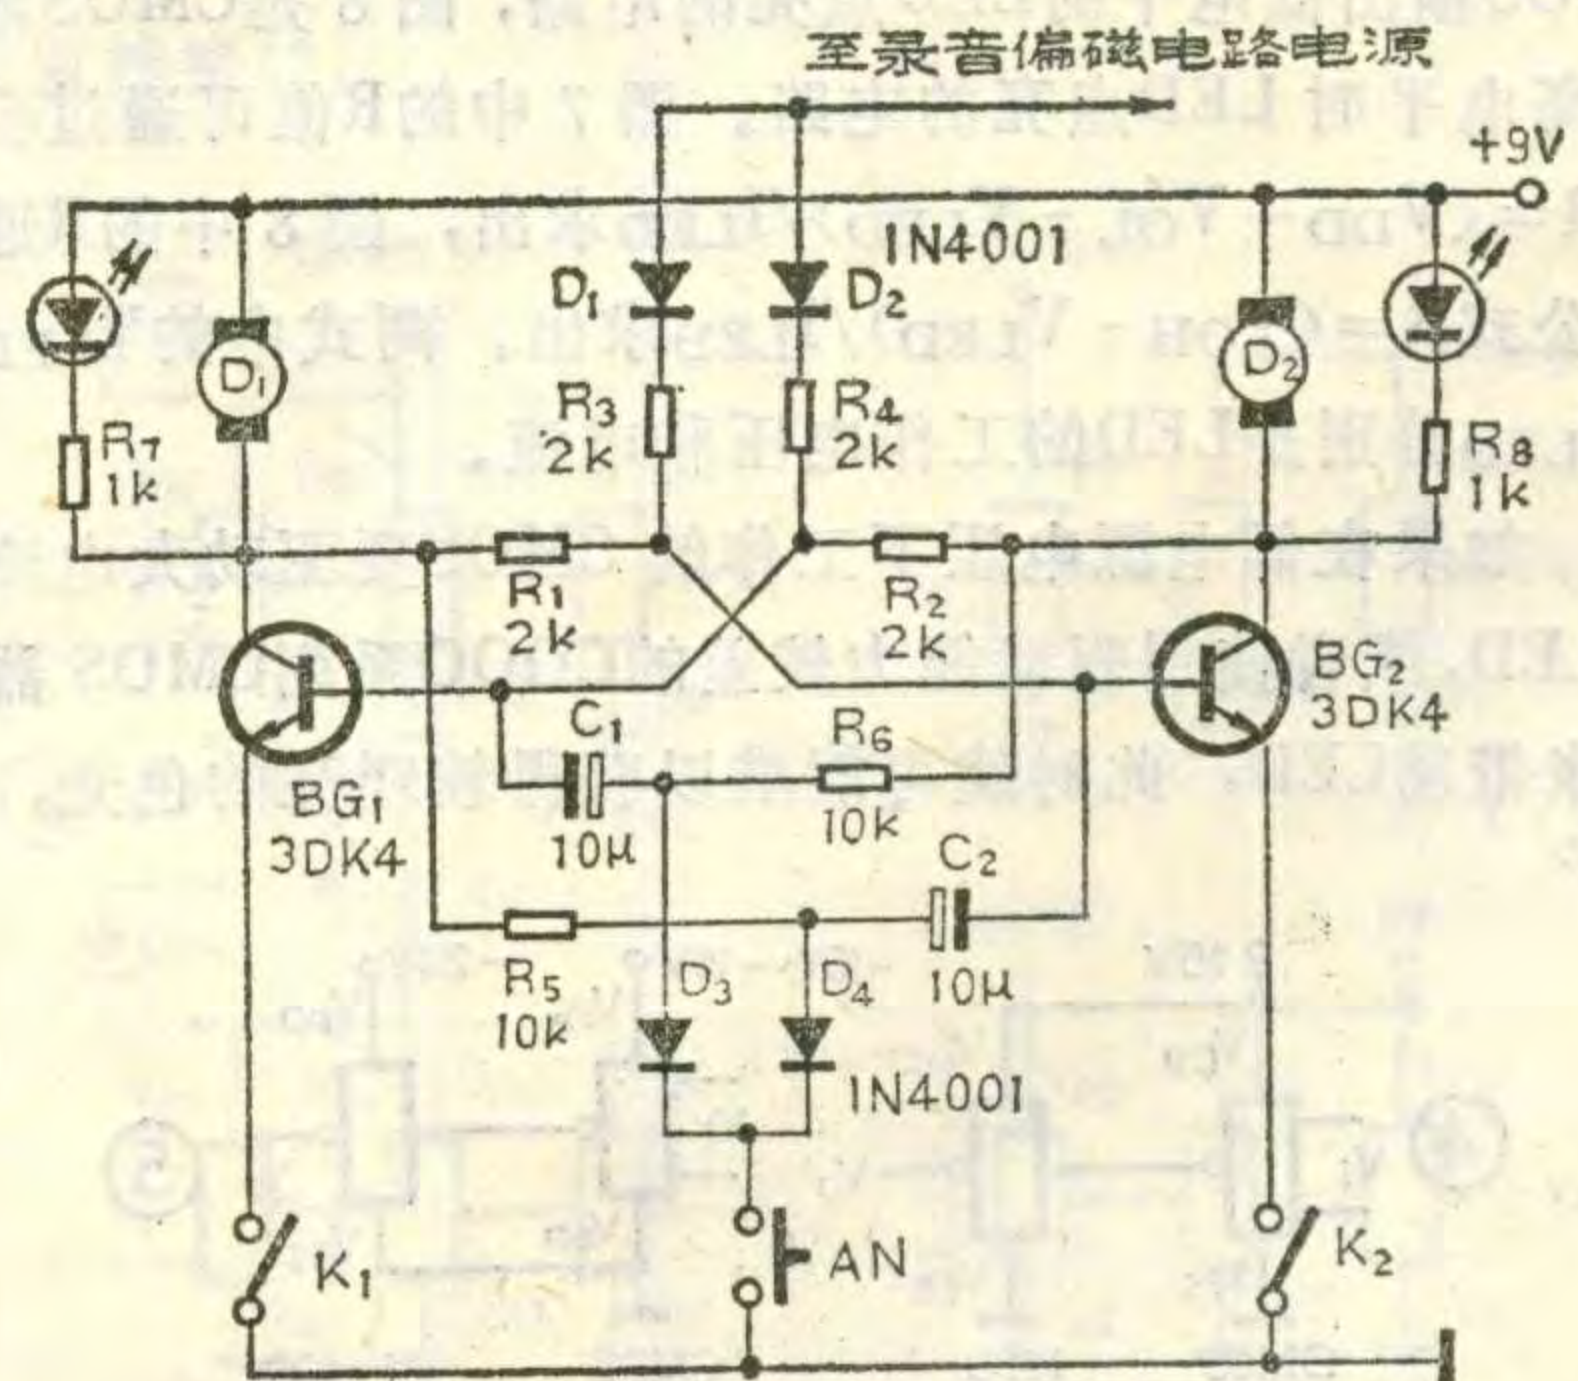 至录音偏磁电路电源
+9V
1N4001
D₁
D₂
D₁
D₂
R₃
2k
R₄
2k
R₇
1k
R₈
1k
R₁
2k
R₂
2k
BG₂
3DK4
C₁
10μ
R₆
10k
BG₁
3DK4
C₂
10μ
R₅
10k
D₃
D₄
1N4001
K₁
AN
K₂